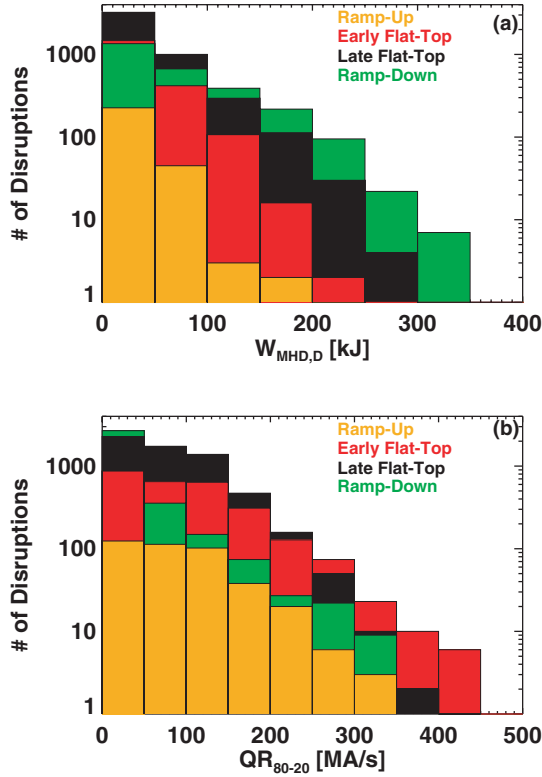 (a)
Ramp-Up
Early Flat-Top
Late Flat-Top
Ramp-Down
# of Disruptions
1000
100
10
1
0 100 200 300 400
W_MHD,D [kJ]
(b)
Ramp-Up
Early Flat-Top
Late Flat-Top
Ramp-Down
# of Disruptions
1000
100
10
1
0 100 200 300 400 500
QR_80-20 [MA/s]